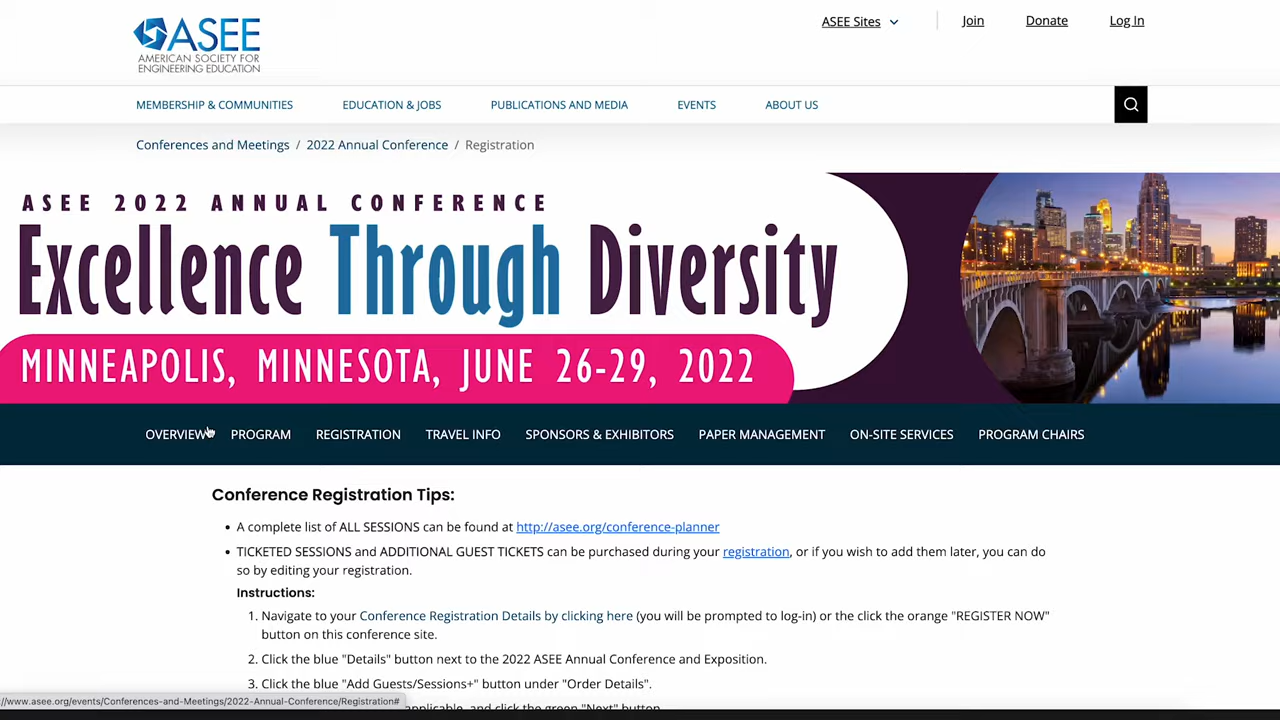 ASEE Sites
Join
Donate
Log In
ASEE
AMERICAN SOCIETY FOR
ENGINEERING EDUCATION
MEMBERSHIP & COMMUNITIES
EDUCATION & JOBS
PUBLICATIONS AND MEDIA
EVENTS
ABOUT US
Conferences and Meetings / 2022 Annual Conference / Registration
ASEE 2022 ANNUAL CONFERENCE
Excellence Through Diversity
MINNEAPOLIS, MINNESOTA, JUNE 26-29, 2022
OVERVIEW
PROGRAM
REGISTRATION
TRAVEL INFO
SPONSORS & EXHIBITORS
PAPER MANAGEMENT
ON-SITE SERVICES
PROGRAM CHAIRS
Conference Registration Tips:
• A complete list of ALL SESSIONS can be found at http://asee.org/conference-planner
• TICKETED SESSIONS and ADDITIONAL GUEST TICKETS can be purchased during your registration, or if you wish to add them later, you can do
so by editing your registration.
Instructions:
1. Navigate to your Conference Registration Details by clicking here (you will be prompted to log-in) or the click the orange "REGISTER NOW"
button on this conference site.
2. Click the blue "Details" button next to the 2022 ASEE Annual Conference and Exposition.
3. Click the blue "Add Guests/Sessions+" button under "Order Details".
applicable, and click the green "Next" button
://www.asee.org/events/Conferences-and-Meetings/2022-Annual-Conference/Registration#